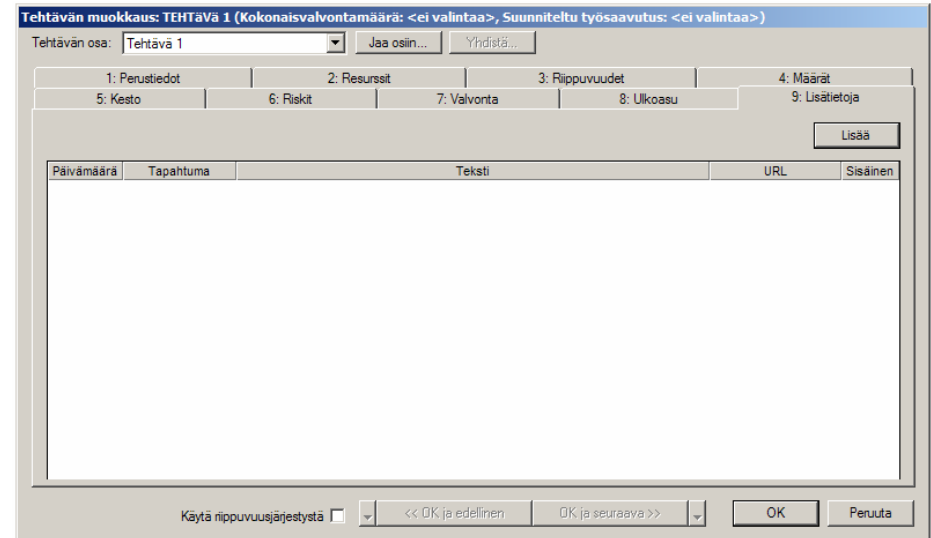 Tehtävän muokkaus: TEHTäVä 1 (Kokonaisvalvontamäärä: <ei valintaa>, Suunniteltu työsaavutus: <ei valintaa>)
Tehtävän osa: Tehtävä 1 Jaa osiin... Yhdistä...
1: Perustiedot 2: Resurssit 3: Riippuvuudet 4: Määrät
5: Kesto 6: Riskit 7: Valvonta 8: Ulkoasu 9: Lisätietoja
Lisää
Päivämäärä Tapahtuma Teksti URL Sisäinen
Käytä riippuvuusjärjestystä << OK ja edellinen OK ja seuraava >> OK Peruuta